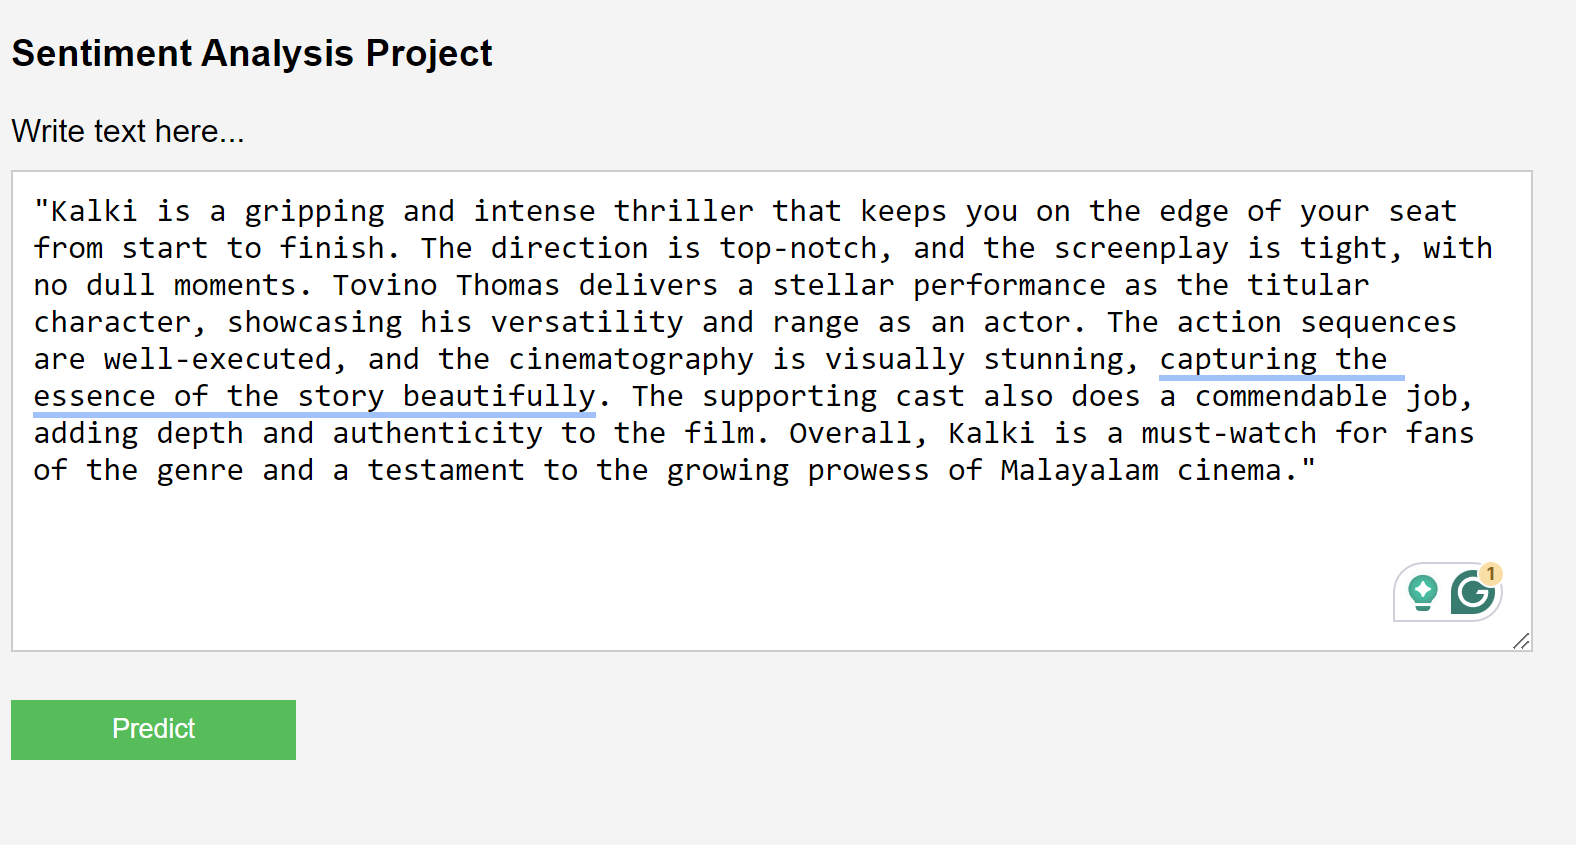 Sentiment Analysis Project
Write text here...
"Kalki is a gripping and intense thriller that keeps you on the edge of your seat
from start to finish. The direction is top-notch, and the screenplay is tight, with
no dull moments. Tovino Thomas delivers a stellar performance as the titular
character, showcasing his versatility and range as an actor. The action sequences
are well-executed, and the cinematography is visually stunning, capturing the
essence of the story beautifully. The supporting cast also does a commendable job,
adding depth and authenticity to the film. Overall, Kalki is a must-watch for fans
of the genre and a testament to the growing prowess of Malayalam cinema."
1
Predict